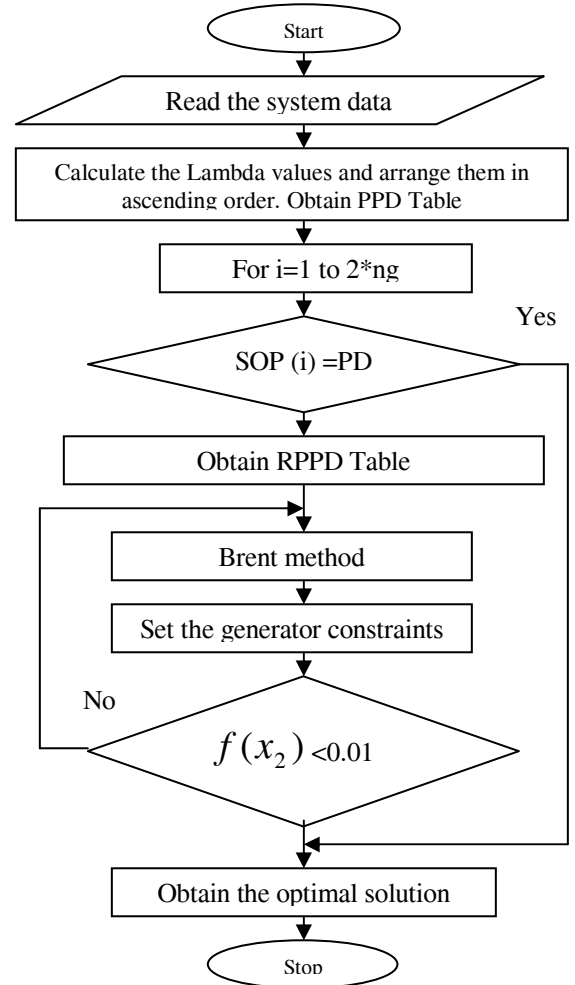 Start
Read the system data
Calculate the Lambda values and arrange them in
ascending order. Obtain PPD Table
For i=1 to 2*ng
Yes
SOP (i) =PD
Obtain RPPD Table
Brent method
Set the generator constraints
No
f(x₂) <0.01
Obtain the optimal solution
Stop